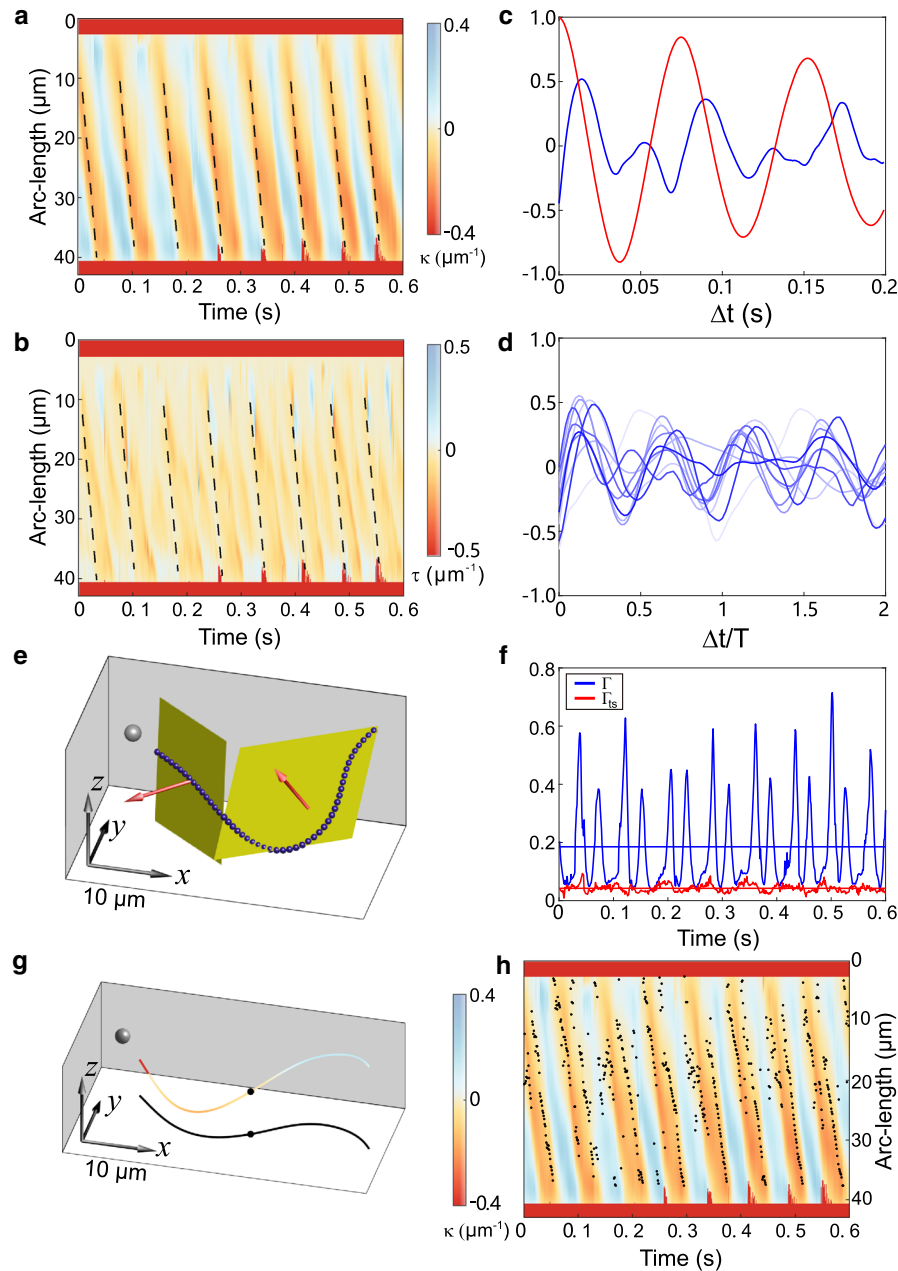 a
0
10
20
30
40
Arc-length (µm)
0
0. 1
0. 2
0. 3
0. 4
0. 5
0. 6
Time (s)
0.4
0
-0.4
κ (µm⁻¹)
b
0
10
20
30
40
Arc-length (µm)
0
0. 1
0. 2
0. 3
0. 4
0. 5
0. 6
Time (s)
0.5
0
-0.5
τ (µm⁻¹)
c
1.0
0.5
0
-0.5
-1.0
0
0.05
0.1
0.15
0.2
Δt (s)
d
1.0
0.5
0
-0.5
-1.0
0
0.5
1
1.5
2
Δt/T
e
z
y
x
10 µm
f
0.8
0.6
0.4
0.2
0
Γ
Γts
0
0. 1
0. 2
0. 3
0. 4
0. 5
0. 6
Time (s)
g
z
y
x
10 µm
0.4
0
-0.4
κ (µm⁻¹)
h
0
10
20
30
40
Arc-length (µm)
0
0. 1
0. 2
0. 3
0. 4
0. 5
0. 6
Time (s)